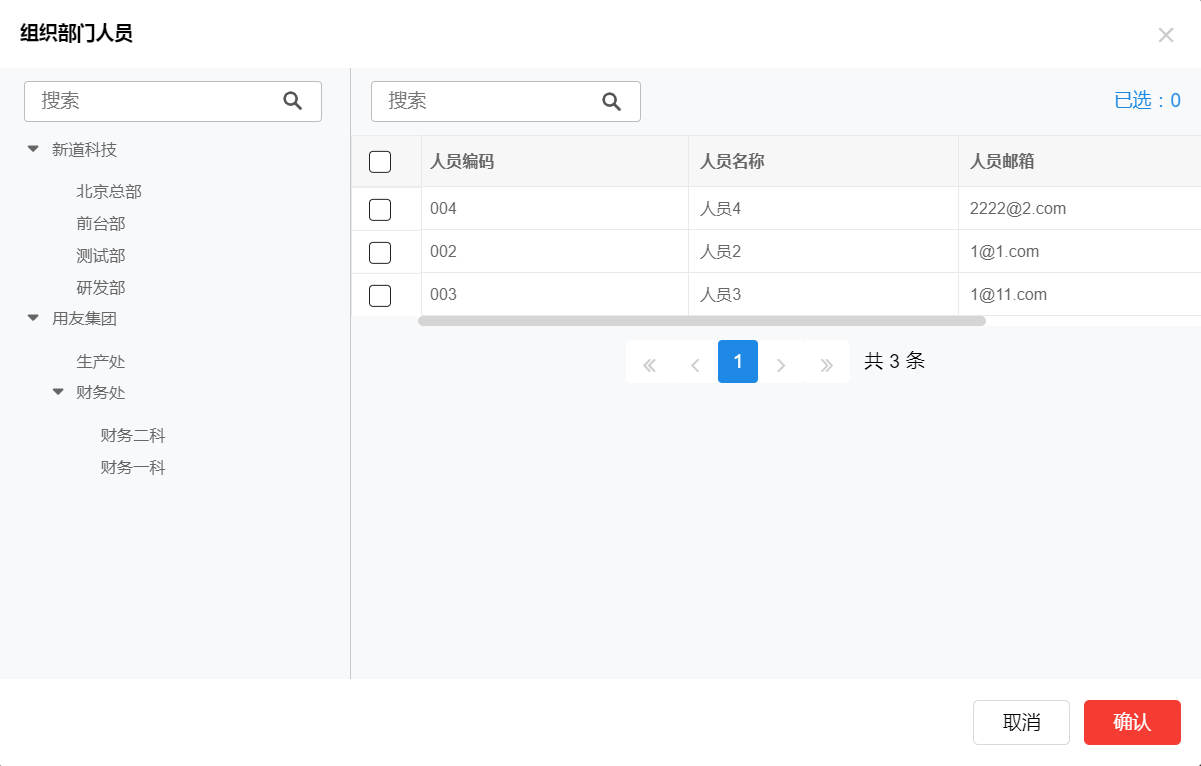 组织部门人员
搜索
新道科技
北京总部
前台部
测试部
研发部
用友集团
生产处
财务处
财务二科
财务一科
搜索
已选：0
人员编码 人员名称 人员邮箱
004 人员4 2222@2.com
002 人员2 1@1.com
003 人员3 1@11.com
1 共 3 条
取消 确认